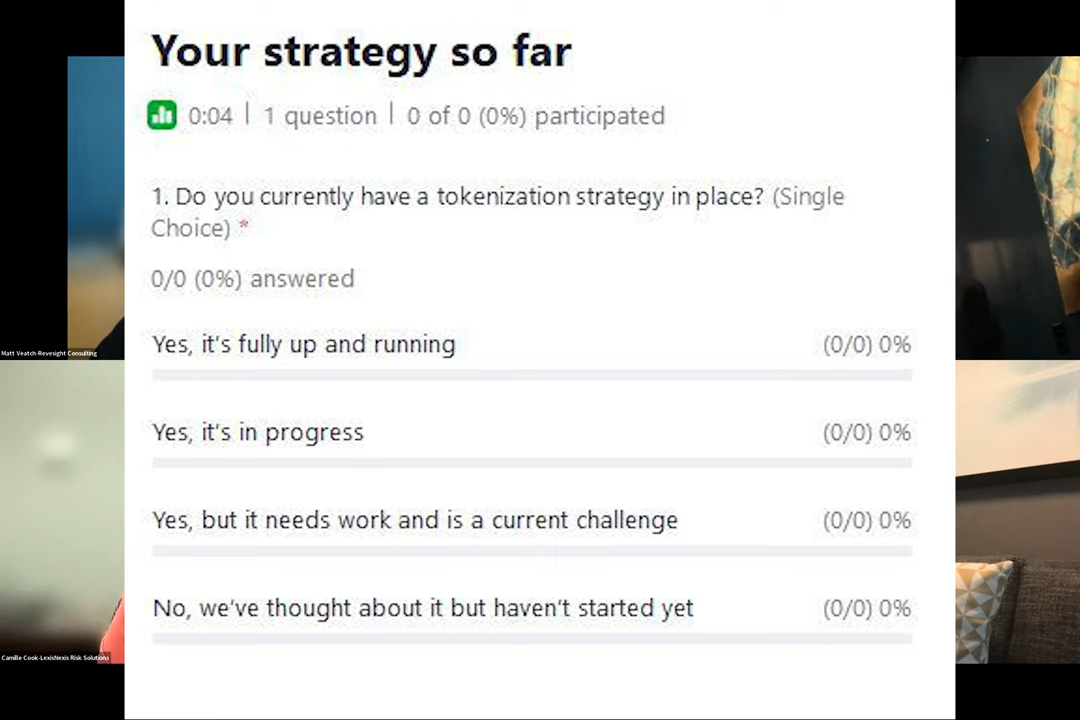 Your strategy so far
0:04 | 1 question | 0 of 0 (0%) participated
1. Do you currently have a tokenization strategy in place? (Single
Choice) *
0/0 (0%) answered
Yes, it's fully up and running (0/0) 0%
Yes, it's in progress (0/0) 0%
Yes, but it needs work and is a current challenge (0/0) 0%
No, we've thought about it but haven't started yet (0/0) 0%
Matt Veatch-Revesight Consulting
Camille Cook-LexisNexis Risk Solutions